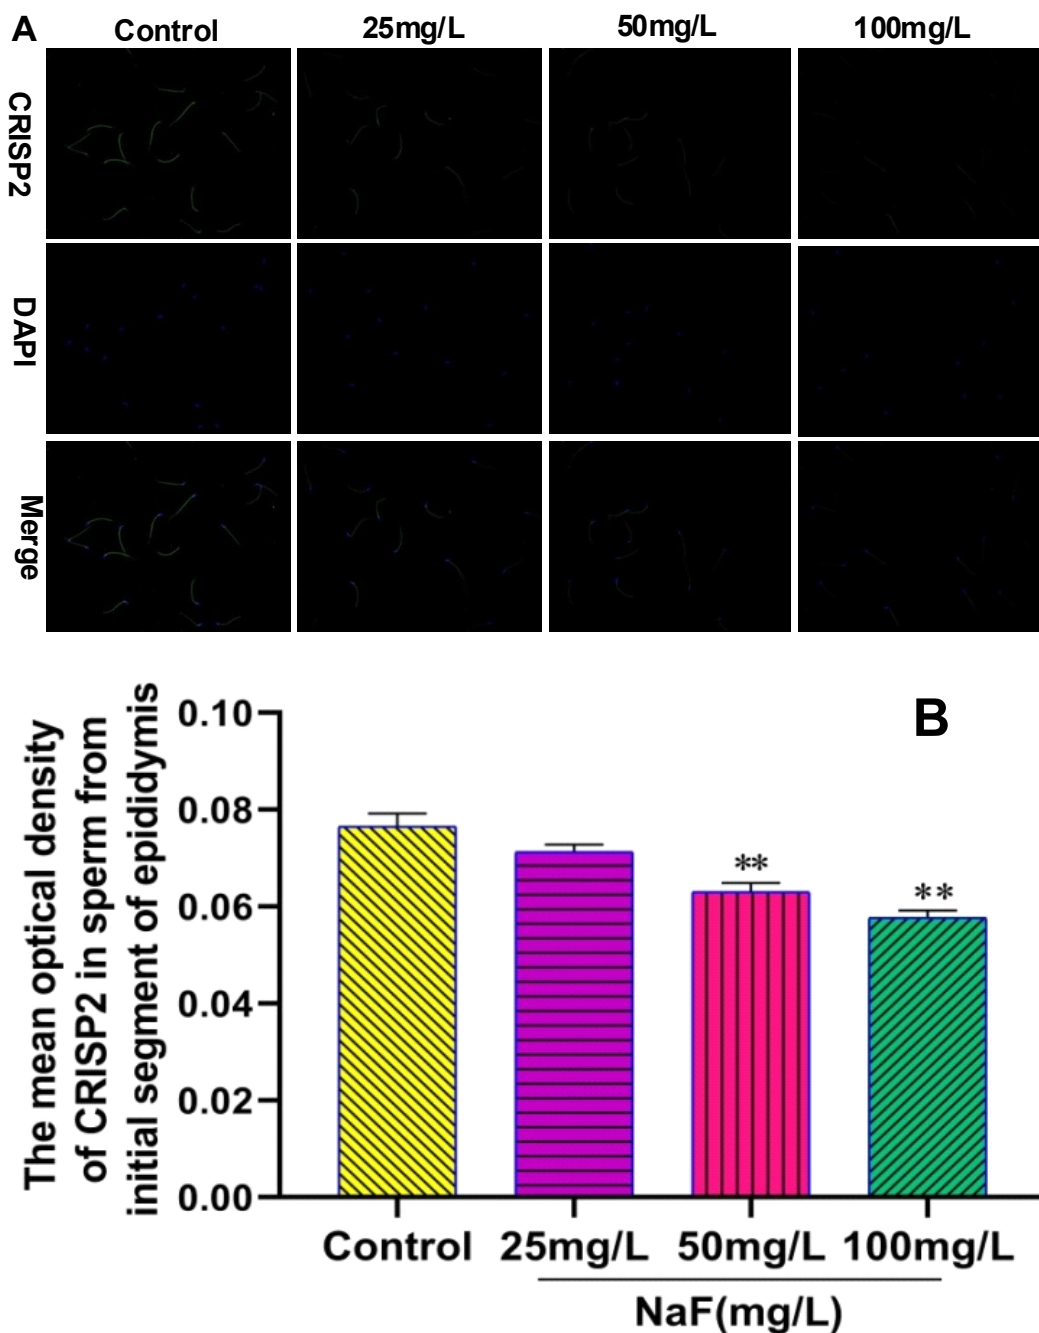 A
Control
25mg/L
50mg/L
100mg/L
CRISP2
DAPI
Merge
B
The mean optical density
of CRISP2 in sperm from
initial segment of epididymis
0.10
0.08
0.06
0.04
0.02
0.00
**
**
Control
25mg/L
50mg/L
100mg/L
NaF(mg/L)